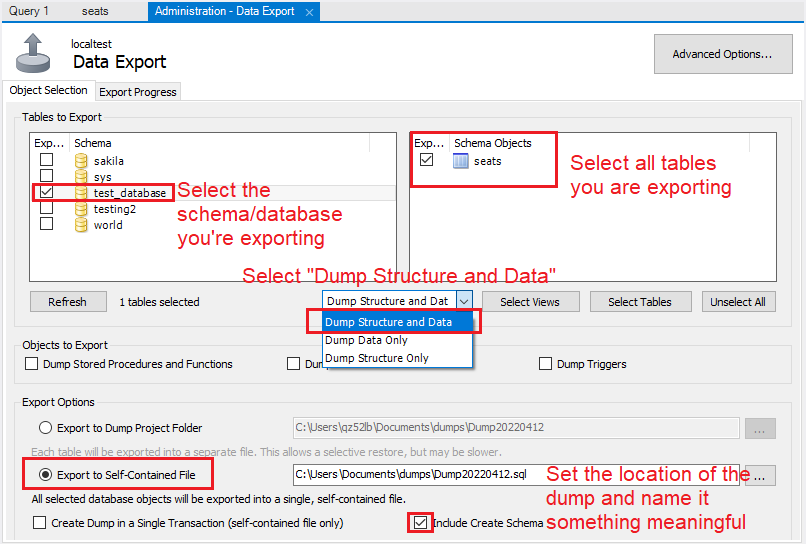 Query 1 seats Administration - Data Export
localtest
Data Export
Advanced Options...
Object Selection Export Progress
Tables to Export
Exp... Schema
sakila
sys
test_database
testing2
world
Select the
schema/database
you're exporting
Exp... Schema Objects
seats
Select all tables
you are exporting
Select "Dump Structure and Data"
Refresh 1 tables selected Dump Structure and Dat Select Views Select Tables Unselect All
Dump Structure and Data
Dump Data Only
Dump Structure Only
Objects to Export
Dump Stored Procedures and Functions Dump Triggers
Export Options
Export to Dump Project Folder C:\Users\qz52lb\Documents\dumps\Dump20220412 ...
Each table will be exported into a separate file. This allows a selective restore, but may be slower.
Export to Self-Contained File C:\Users\Documents\dumps\Dump20220412.sql ...
All selected database objects will be exported into a single, self-contained file.
Set the location of the
dump and name it
something meaningful
Create Dump in a Single Transaction (self-contained file only) Include Create Schema